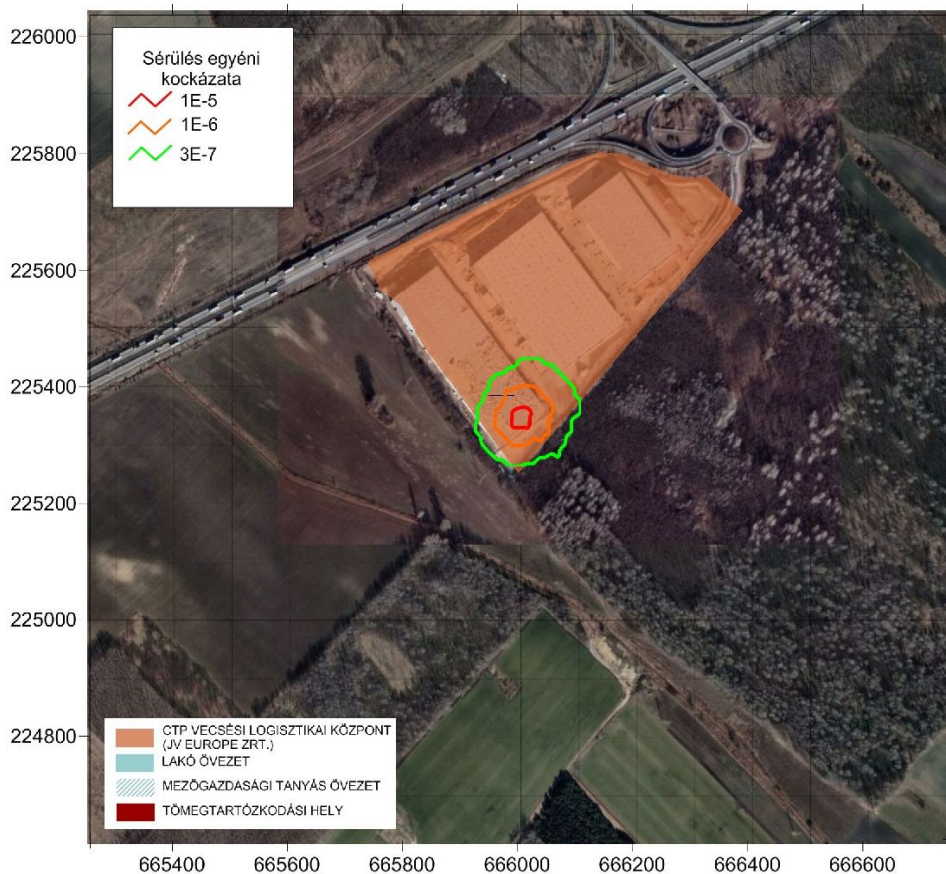 226000
225800
225600
225400
225200
225000
224800
Sérülés egyéni
kockázata
1E-5
1E-6
3E-7
CTP VECSÉSI LOGISZTIKAI KÖZPONT
(JV EUROPE ZRT.)
LAKÓ ÖVEZET
MEZŐGAZDASÁGI TANYÁS ÖVEZET
TÖMEGTARTÓZKODÁSI HELY
665400 665600 665800 666000 666200 666400 666600